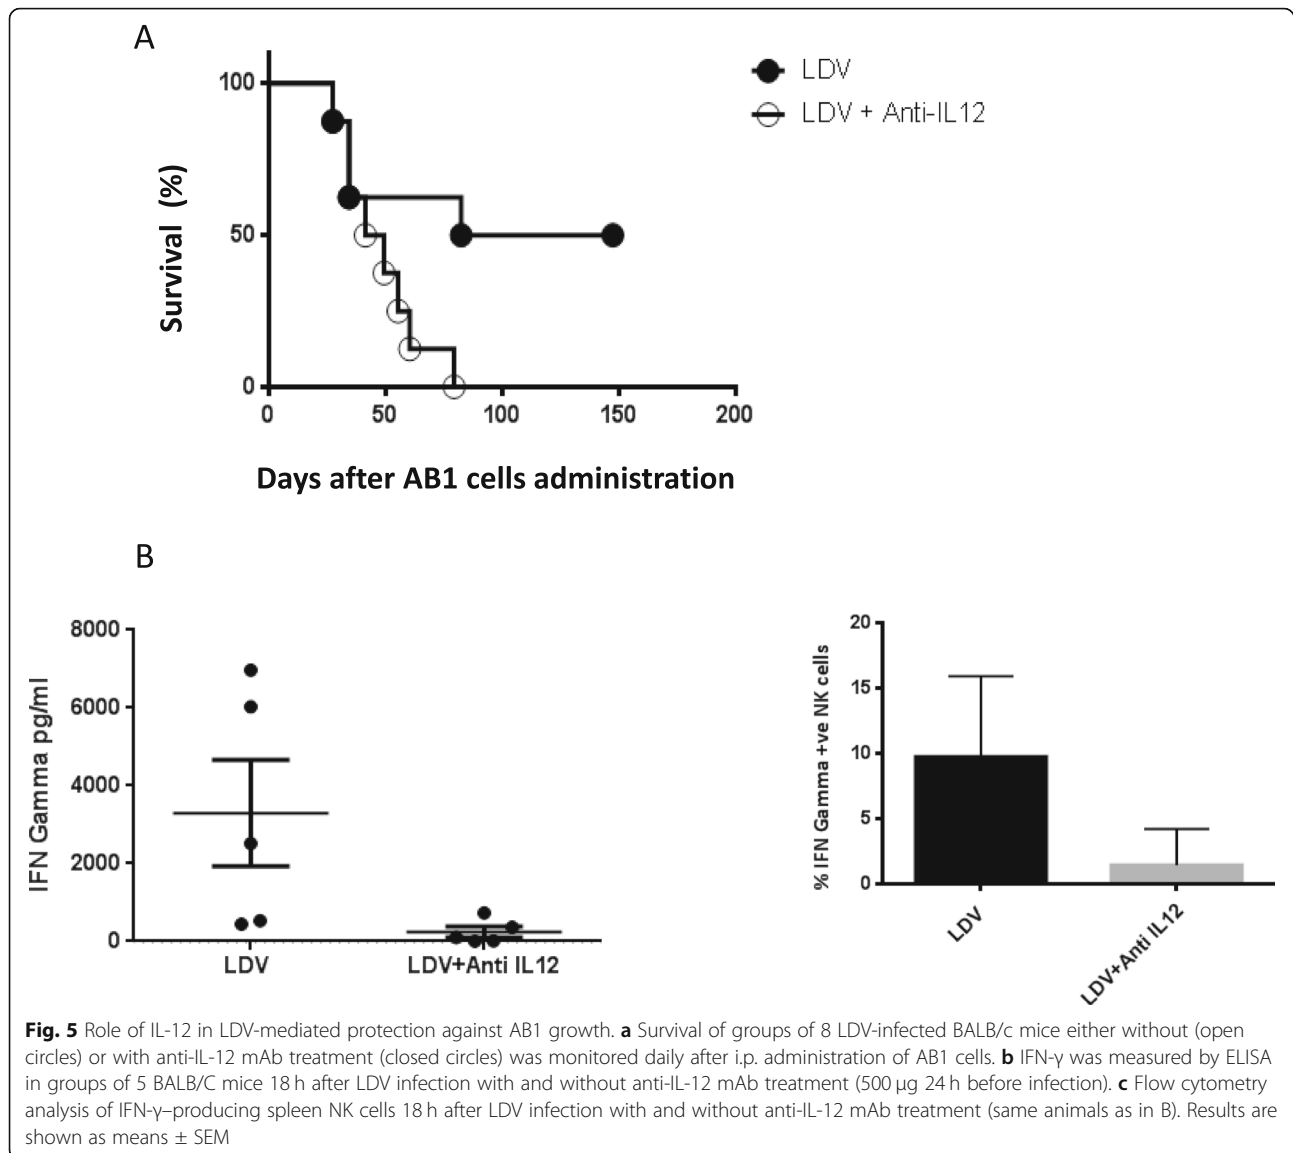 A
LDV
LDV + Anti-IL12
100
50
0
Survival (%)
0 50 100 150 200
Days after AB1 cells administration
B
8000
6000
4000
2000
0
IFN Gamma pg/ml
LDV LDV+Anti IL12
20
15
10
5
0
% IFN Gamma +ve NK cells
LDV
LDV+Anti IL12
Fig. 5 Role of IL-12 in LDV-mediated protection against AB1 growth. a Survival of groups of 8 LDV-infected BALB/c mice either without (open
circles) or with anti-IL-12 mAb treatment (closed circles) was monitored daily after i.p. administration of AB1 cells. b IFN-γ was measured by ELISA
in groups of 5 BALB/C mice 18 h after LDV infection with and without anti-IL-12 mAb treatment (500 μg 24 h before infection). c Flow cytometry
analysis of IFN-γ–producing spleen NK cells 18 h after LDV infection with and without anti-IL-12 mAb treatment (same animals as in B). Results are
shown as means ± SEM